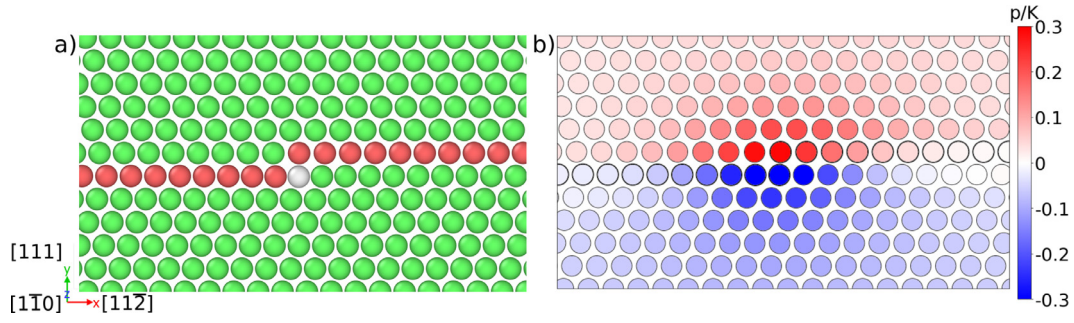 a)
b)
p/K
0.3
0.2
0.1
0
-0.1
-0.2
-0.3
[111]
y
z
x
[11̅0]
[112̅]